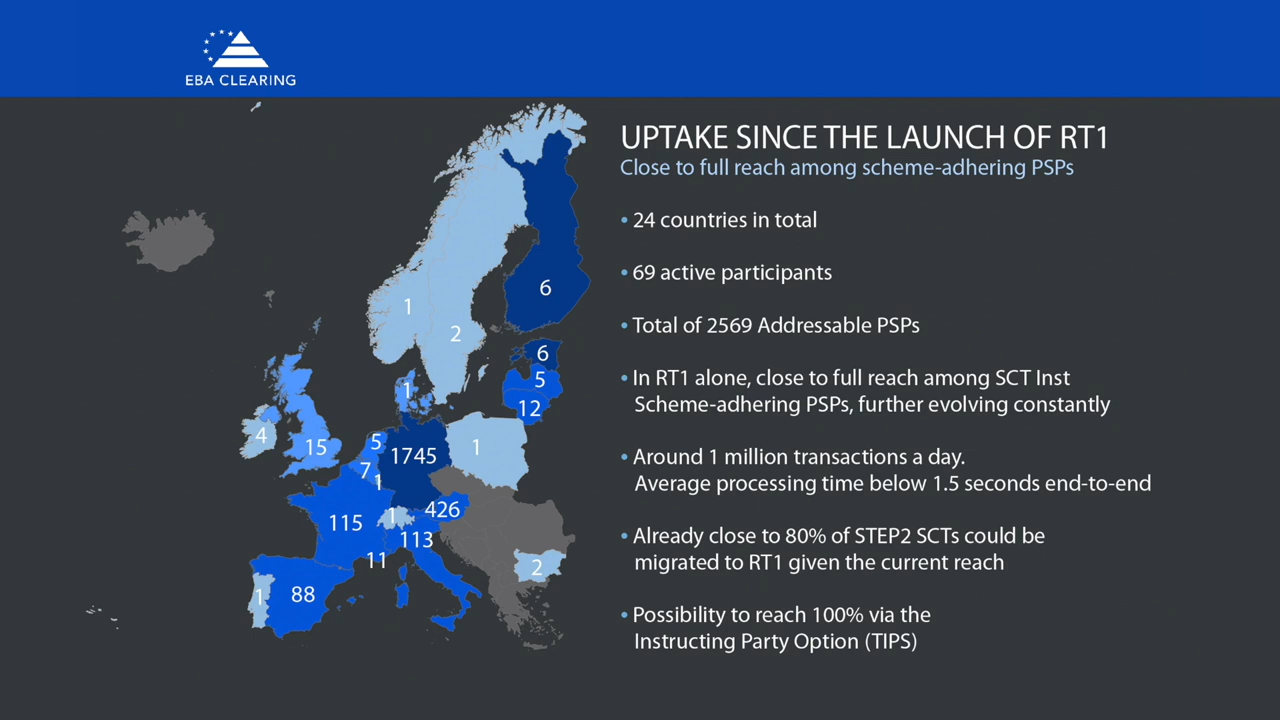 EBA CLEARING
UPTAKE SINCE THE LAUNCH OF RT1
Close to full reach among scheme-adhering PSPs
• 24 countries in total
• 69 active participants
• Total of 2569 Addressable PSPs
• In RT1 alone, close to full reach among SCT Inst
Scheme-adhering PSPs, further evolving constantly
• Around 1 million transactions a day.
Average processing time below 1.5 seconds end-to-end
• Already close to 80% of STEP2 SCTs could be
migrated to RT1 given the current reach
• Possibility to reach 100% via the
Instructing Party Option (TIPS)
6
1
2
6
5
1
12
4
15
5
1745
1
7
1
115
1
426
113
11
2
1
88